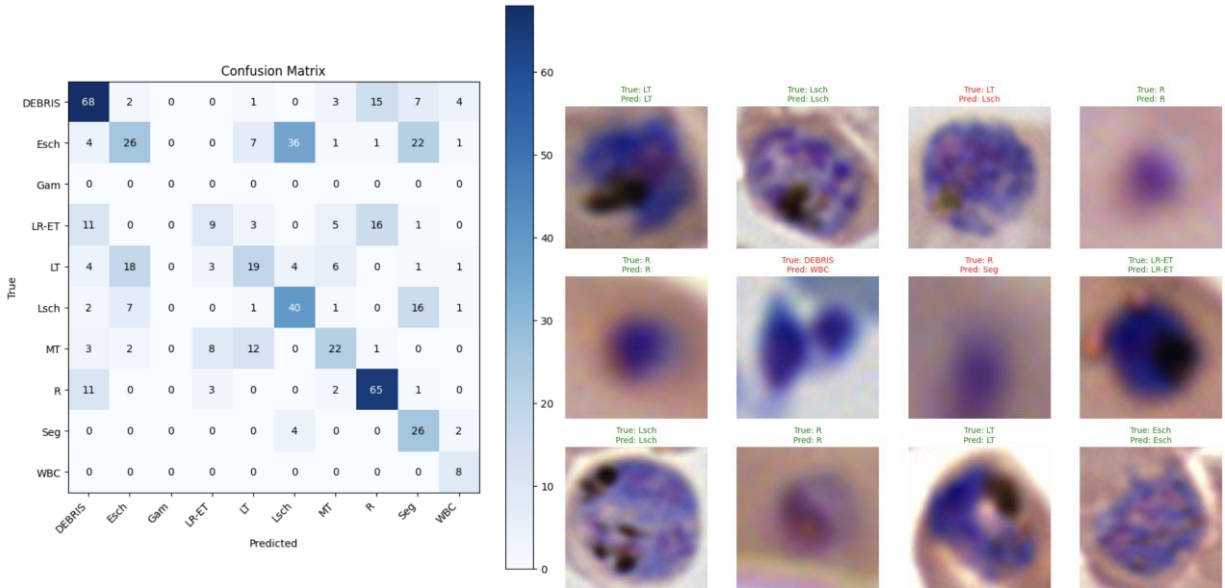 Confusion Matrix
DEBRIS 68 2 0 0 1 0 3 15 7 4
Esch 4 26 0 0 7 36 1 1 22 1
Gam 0 0 0 0 0 0 0 0 0 0
LR-ET 11 0 0 9 3 0 5 16 1 0
LT 4 18 0 3 19 4 6 0 1 1
Lsch 2 7 0 0 1 40 1 0 16 1
MT 3 2 0 8 12 0 22 1 0 0
R 11 0 0 3 0 0 2 65 1 0
Seg 0 0 0 0 0 4 0 0 26 2
WBC 0 0 0 0 0 0 0 0 0 8
DEBRIS Esch Gam LR-ET LT Lsch MT R Seg WBC
Predicted
True
60
50
40
30
20
10
0
True: LT
Pred: LT
True: Lsch
Pred: Lsch
True: LT
Pred: Lsch
True: R
Pred: R
True: R
Pred: R
True: DEBRIS
Pred: WBC
True: R
Pred: Seg
True: LR-ET
Pred: LR-ET
True: Lsch
Pred: Lsch
True: R
Pred: R
True: LT
Pred: LT
True: Esch
Pred: Esch